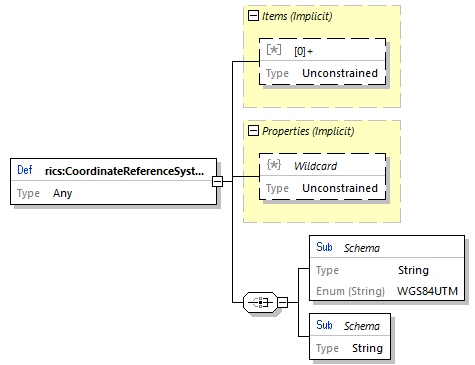 Items (Implicit)
[*] [0]+
Type Unconstrained
Properties (Implicit)
{*} Wildcard
Type Unconstrained
Def rics:CoordinateReferenceSyst...
Type Any
Sub Schema
Type String
Enum (String) WGS84UTM
Sub Schema
Type String